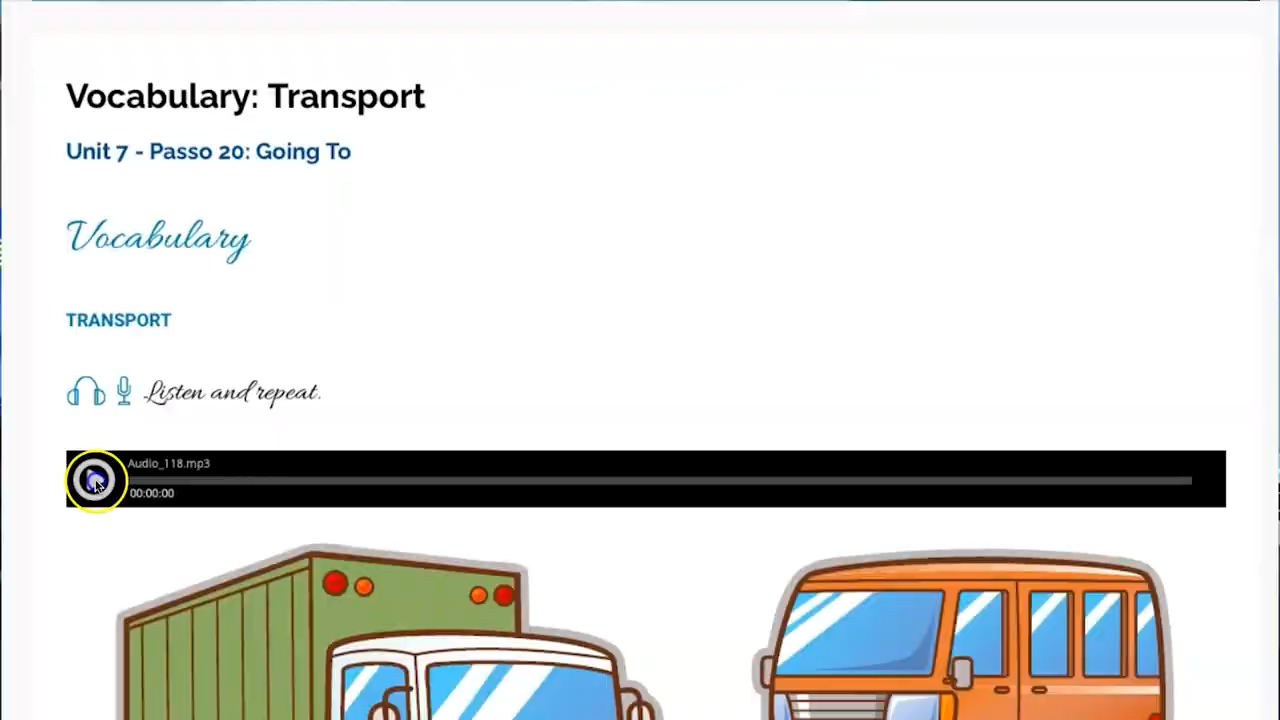 Vocabulary: Transport
Unit 7 - Passo 20: Going To
Vocabulary
TRANSPORT
Listen and repeat.
Audio_118.mp3
00:00:00